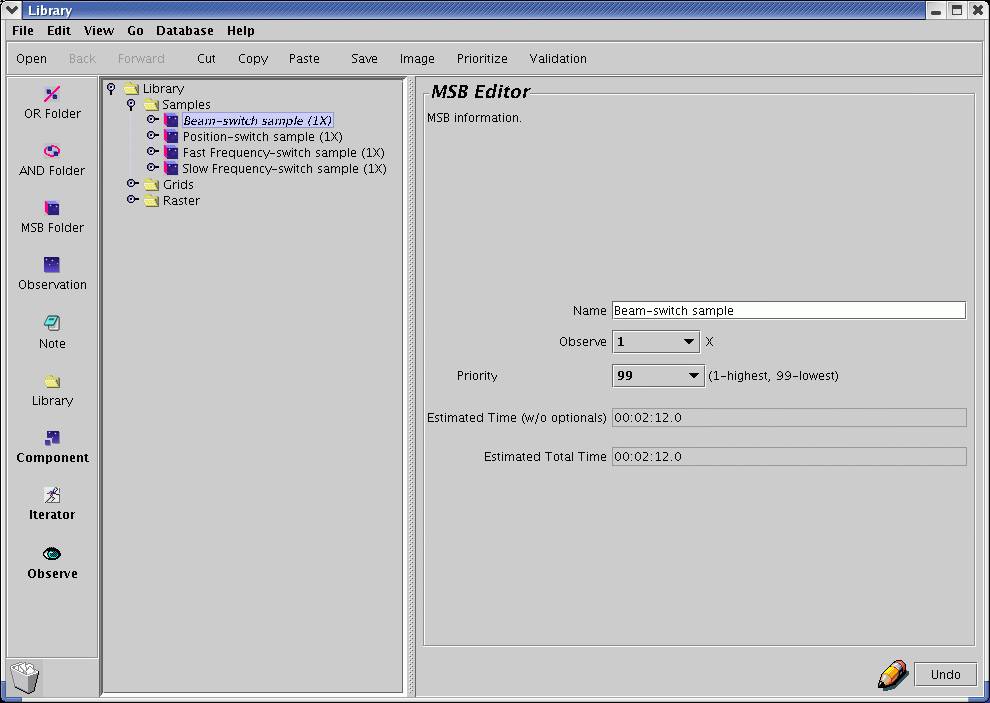 Library
File Edit View Go Database Help
Open Back Forward Cut Copy Paste Save Image Prioritize Validation
OR Folder
AND Folder
MSB Folder
Observation
Note
Library
Component
Iterator
Observe
Library
Samples
Beam-switch sample (1X)
Position-switch sample (1X)
Fast Frequency-switch sample (1X)
Slow Frequency-switch sample (1X)
Grids
Raster
MSB Editor
MSB information.
Name Beam-switch sample
Observe 1 X
Priority 99 (1-highest, 99-lowest)
Estimated Time (w/o optionals) 00:02:12.0
Estimated Total Time 00:02:12.0
Undo